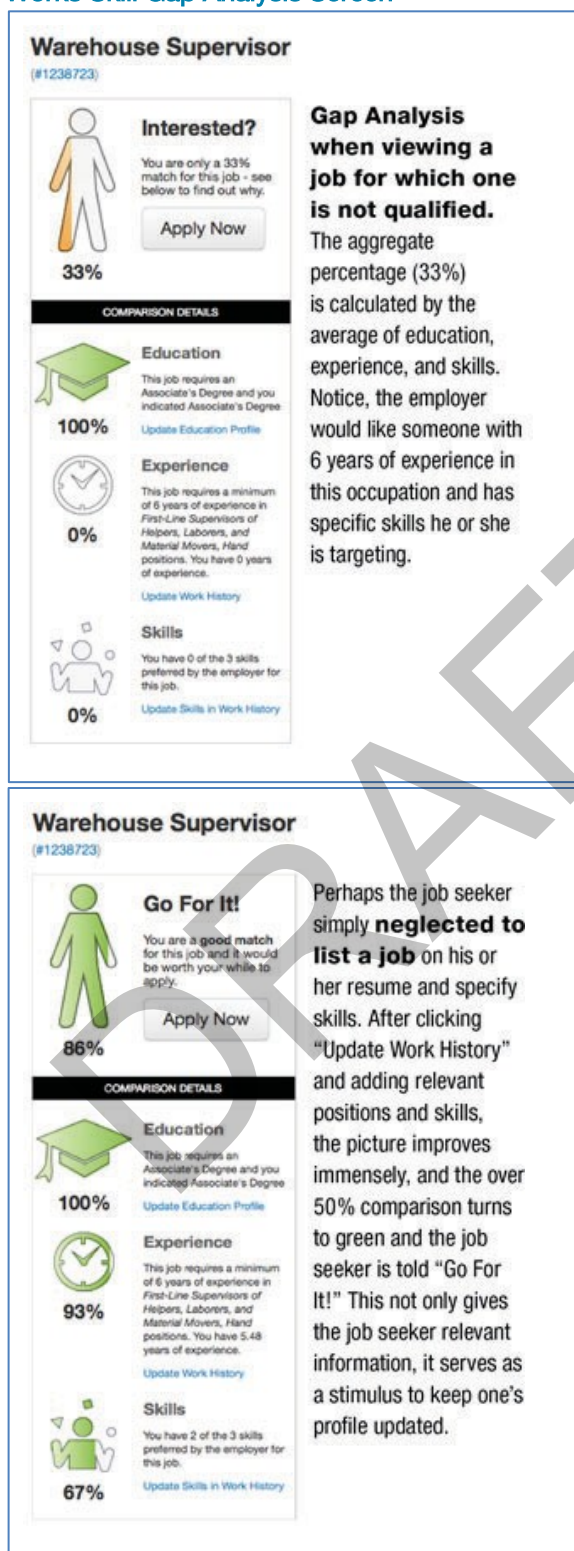 Works Skill Gap Analysis Screen
Warehouse Supervisor
(#1238723)
Interested?
You are only a 33%
match for this job - see
below to find out why.
Apply Now
33%
COMPARISON DETAILS
Education
This job requires an
Associate's Degree and you
indicated Associate's Degree
100%
Update Education Profile
Experience
This job requires a minimum
of 6 years of experience in
First-Line Supervisors of
Helpers, Laborers, and
Material Movers, Hand
positions. You have 0 years
of experience.
0%
Update Work History
Skills
You have 0 of the 3 skills
preferred by the employer for
this job.
0%
Update Skills in Work History
Gap Analysis
when viewing a
job for which one
is not qualified.
The aggregate
percentage (33%)
is calculated by the
average of education,
experience, and skills.
Notice, the employer
would like someone with
6 years of experience in
this occupation and has
specific skills he or she
is targeting.
Warehouse Supervisor
(#1238723)
Go For It!
You are a good match
for this job and it would
be worth your while to
apply.
Apply Now
86%
COMPARISON DETAILS
Education
This job requires an
Associate's Degree and you
indicated Associate's Degree
100%
Update Education Profile
Experience
This job requires a minimum
of 6 years of experience in
First-Line Supervisors of
Helpers, Laborers, and
Material Movers, Hand
positions. You have 5.48
years of experience.
93%
Update Work History
Skills
You have 2 of the 3 skills
preferred by the employer for
this job.
67%
Update Skills in Work History
Perhaps the job seeker
simply neglected to
list a job on his or
her resume and specify
skills. After clicking
“Update Work History”
and adding relevant
positions and skills,
the picture improves
immensely, and the over
50% comparison turns
to green and the job
seeker is told “Go For
It!” This not only gives
the job seeker relevant
information, it serves as
a stimulus to keep one’s
profile updated.
DRAFT